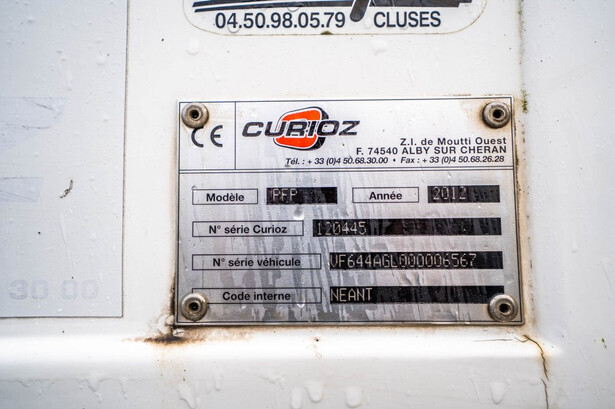 04.50.98.05.79 CLUSES
CE CURIOZ
Z.I. de Moutti Ouest
F. 74540 ALBY SUR CHERAN
Tél. : + 33 (0)4 50.68.30.00 • Fax : + 33 (0)4 50.68.26.28
Modèle PFP Année 2012
N° série Curioz 120445
N° série véhicule VF644AGL000006567
Code interne NEANT
30 00